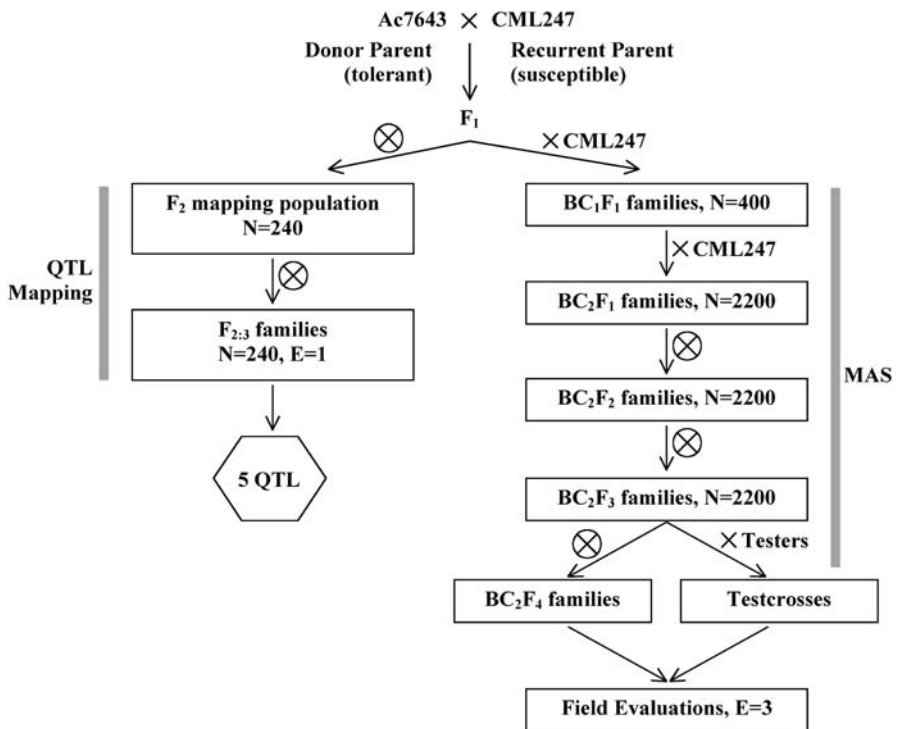 Ac7643 × CML247
Donor Parent
(tolerant)
Recurrent Parent
(susceptible)
F₁
⊗
×CML247
QTL
Mapping
F₂ mapping population
N=240
⊗
F₂:₃ families
N=240, E=1
5 QTL
BC₁F₁ families, N=400
×CML247
BC₂F₁ families, N=2200
⊗
BC₂F₂ families, N=2200
⊗
BC₂F₃ families, N=2200
MAS
⊗
×Testers
BC₂F₄ families
Testcrosses
Field Evaluations, E=3